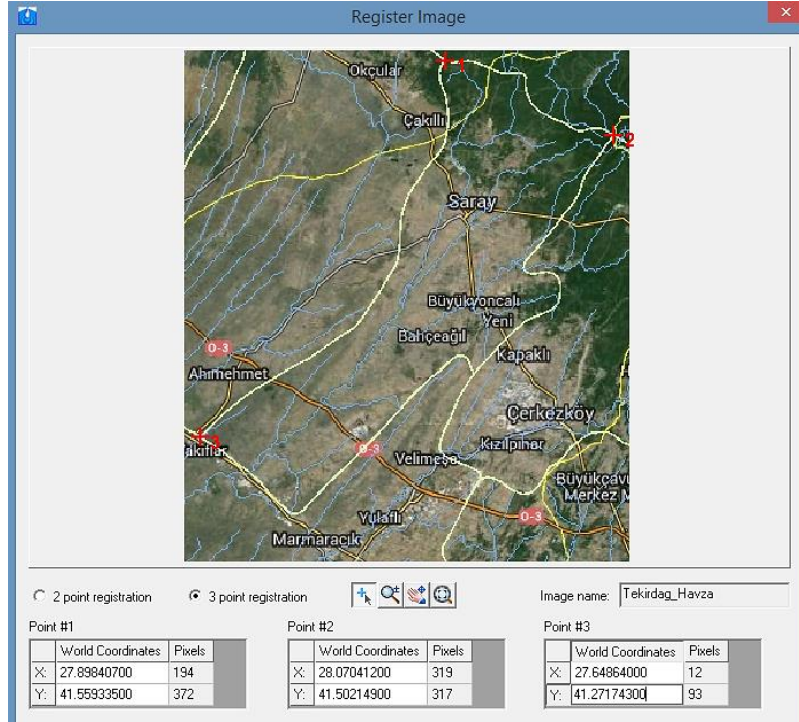 Register Image
Okçular
1
Çakıllı
2
Saray
Büyükyoncalı
Yeni
Bahçeağıl
O-3
Kapaklı
Ahımehmet
Çerkezköy
3
Kızılpınar
O-3
Velimeşe
Büyükçavu
Merkez M
Yulaflı
O-3
Marmaracık
2 point registration 3 point registration Image name: Tekirdag_Havza
Point #1 Point #2 Point #3
World Coordinates Pixels World Coordinates Pixels World Coordinates Pixels
X: 27.89840700 194 X: 28.07041200 319 X: 27.64864000 12
Y: 41.55933500 372 Y: 41.50214900 317 Y: 41.27174300 93